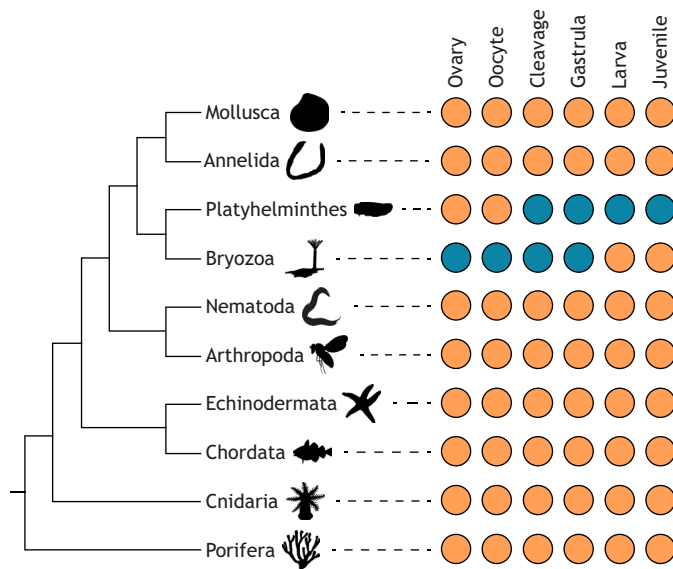 Ovary
Oocyte
Cleavage
Gastrula
Larva
Juvenile
Mollusca
Annelida
Platyhelminthes
Bryozoa
Nematoda
Arthropoda
Echinodermata
Chordata
Cnidaria
Porifera